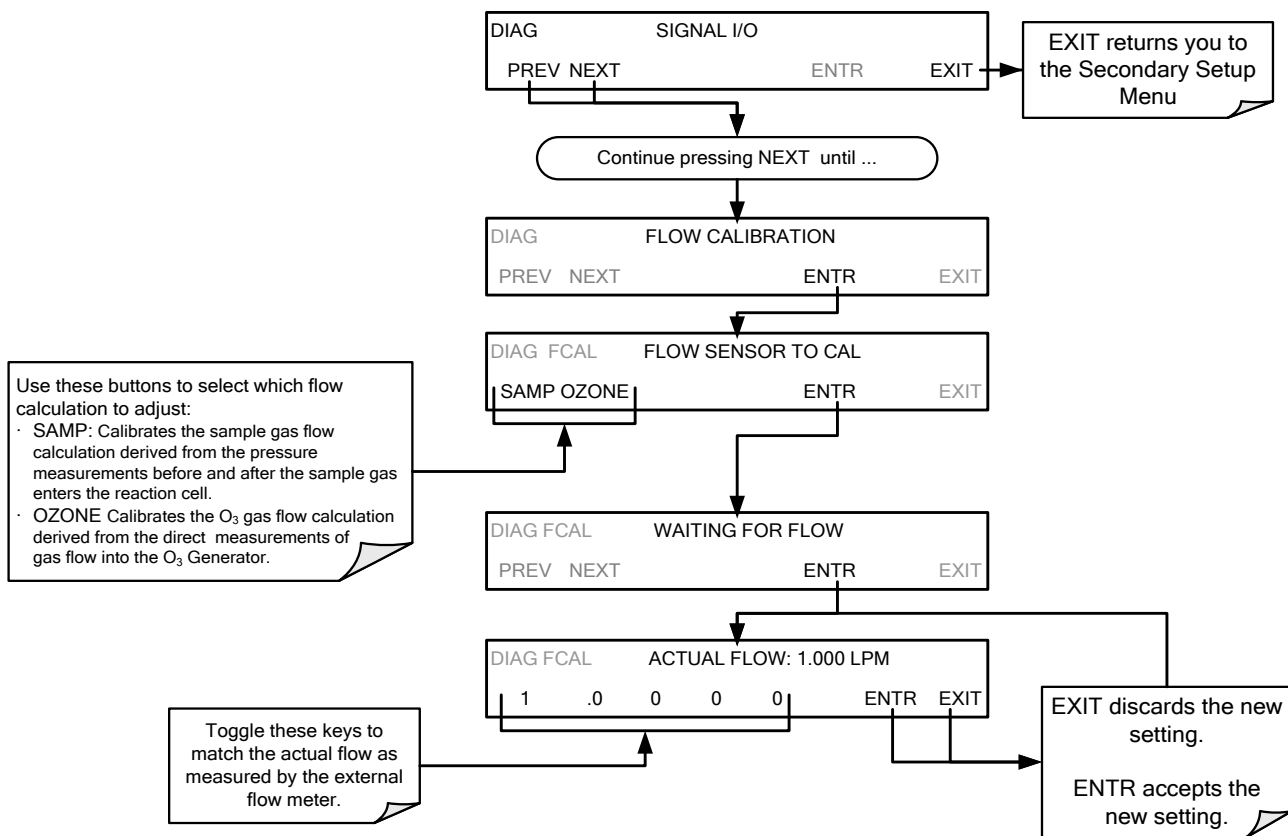 DIAG SIGNAL I/O
PREV NEXT ENTR EXIT
EXIT returns you to
the Secondary Setup
Menu
Continue pressing NEXT until ...
DIAG FLOW CALIBRATION
PREV NEXT ENTR EXIT
DIAG FCAL FLOW SENSOR TO CAL
SAMP OZONE ENTR EXIT
Use these buttons to select which flow
calculation to adjust:
· SAMP: Calibrates the sample gas flow
calculation derived from the pressure
measurements before and after the sample gas
enters the reaction cell.
· OZONE Calibrates the O₃ gas flow calculation
derived from the direct measurements of
gas flow into the O₃ Generator.
DIAG FCAL WAITING FOR FLOW
PREV NEXT ENTR EXIT
DIAG FCAL ACTUAL FLOW: 1.000 LPM
1 .0 0 0 0 ENTR EXIT
Toggle these keys to
match the actual flow as
measured by the external
flow meter.
EXIT discards the new
setting.
ENTR accepts the
new setting.